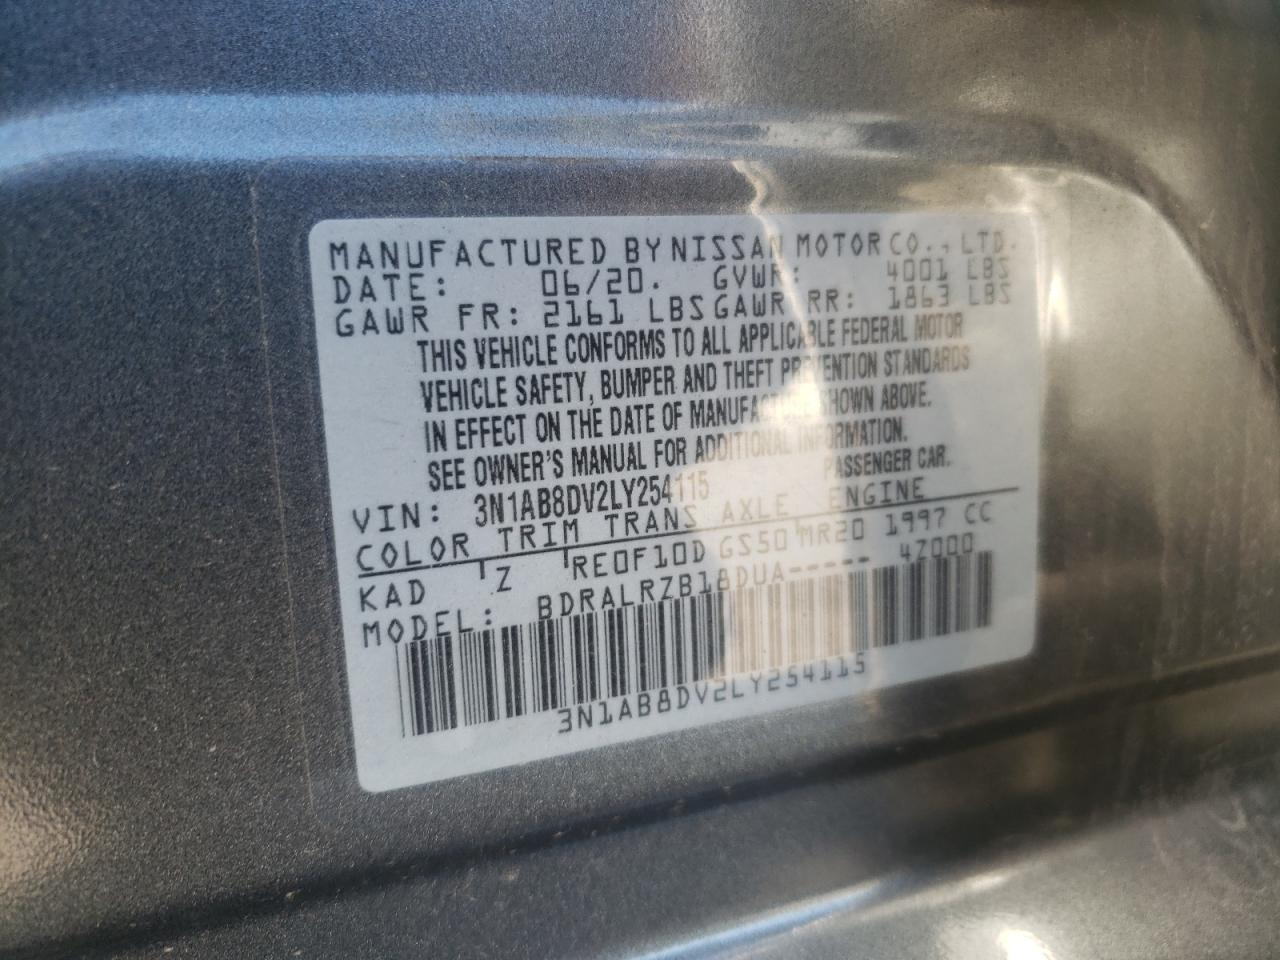 MANUFACTURED BY NISSAN MOTOR CO., LTD.
DATE: 06/20. GVWR: 4001 LBS
GAWR FR: 2161 LBS GAWR RR: 1863 LBS
THIS VEHICLE CONFORMS TO ALL APPLICABLE FEDERAL MOTOR
VEHICLE SAFETY, BUMPER AND THEFT PREVENTION STANDARDS
IN EFFECT ON THE DATE OF MANUFACTURE SHOWN ABOVE.
SEE OWNER'S MANUAL FOR ADDITIONAL INFORMATION.
VIN: 3N1AB8DV2LY254115 PASSENGER CAR.
COLOR TRIM TRANS AXLE ENGINE
KAD Z RE0F10D GS50 MR20 1997 CC
MODEL: BDRALRZB18DUA----- 4Z000
3N1AB8DV2LY254115